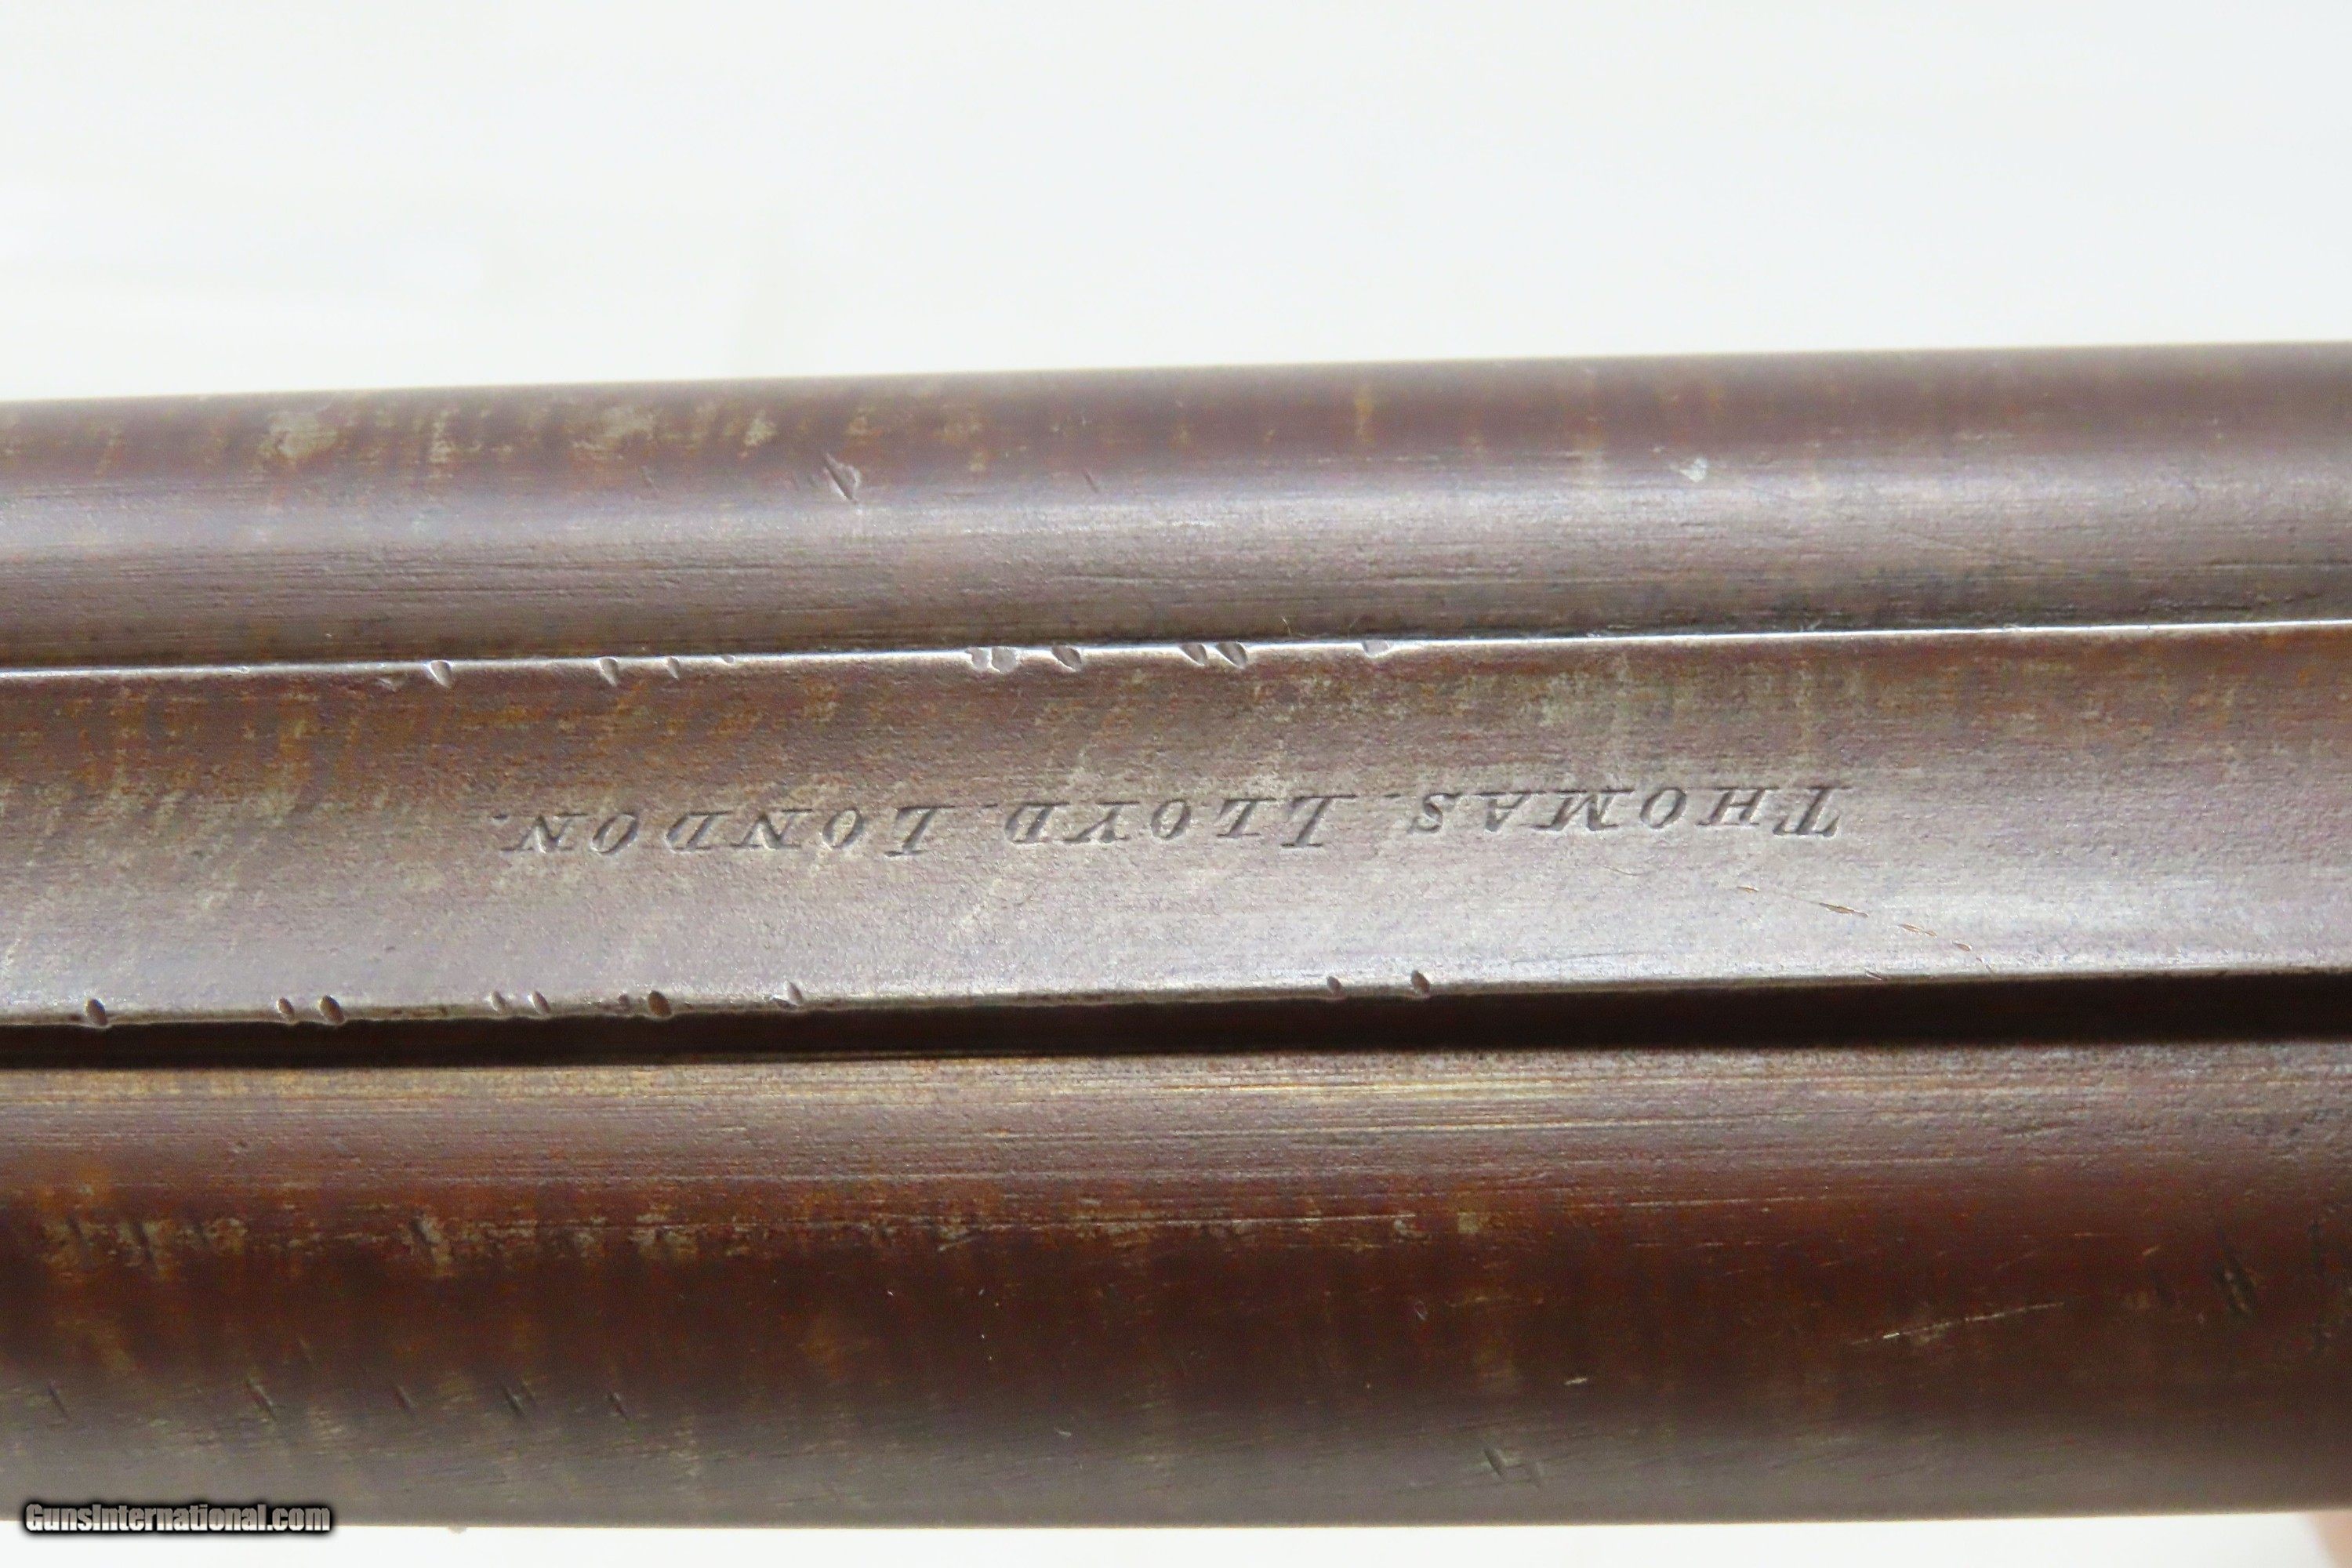 THOMAS. LLOYD. LONDON.
GunsInternational.com